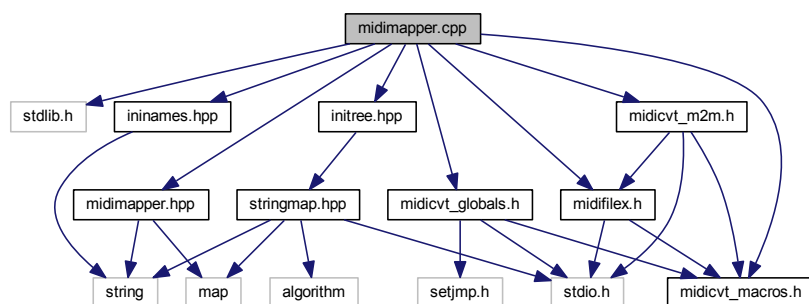 midimapper.cpp
stdlib.h
ininames.hpp
initree.hpp
midicvt_m2m.h
midimapper.hpp
stringmap.hpp
midicvt_globals.h
midifilex.h
string
map
algorithm
setjmp.h
stdio.h
midicvt_macros.h